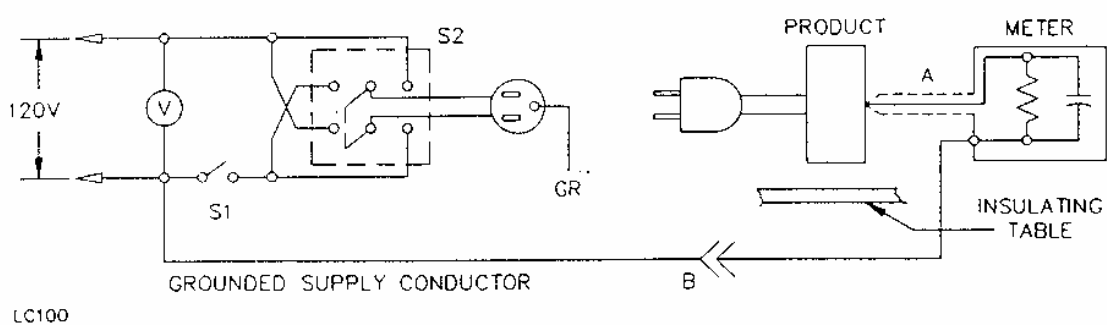 S2
PRODUCT
METER
A
120V
V
S1
GR
INSULATING
TABLE
GROUNDED SUPPLY CONDUCTOR
B
LC100